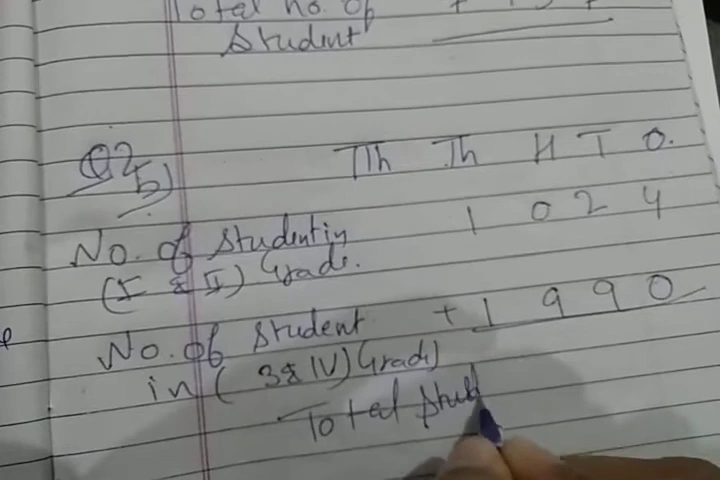 Total no. of
Student
Q2
b)
TTh Th H T O.
No. of Student in 1 0 2 4
(I & II) Grade.
No. of Student + 1 9 9 0
in (3 & IV) Grade)
Total Stud